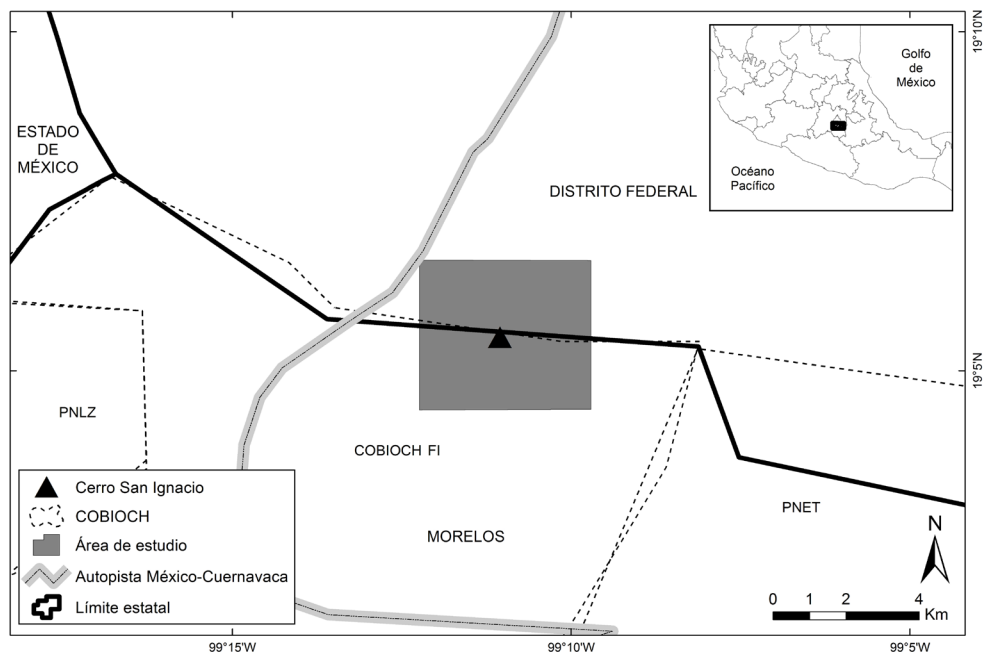 19°10'N
Golfo
de
México
Océano
Pacífico
ESTADO
DE
MÉXICO
DISTRITO FEDERAL
19°5'N
PNLZ
COBIOCH FI
MORELOS
PNET
Cerro San Ignacio
COBIOCH
Área de estudio
Autopista México-Cuernavaca
Límite estatal
N
0 1 2 4
Km
99°15'W 99°10'W 99°5'W